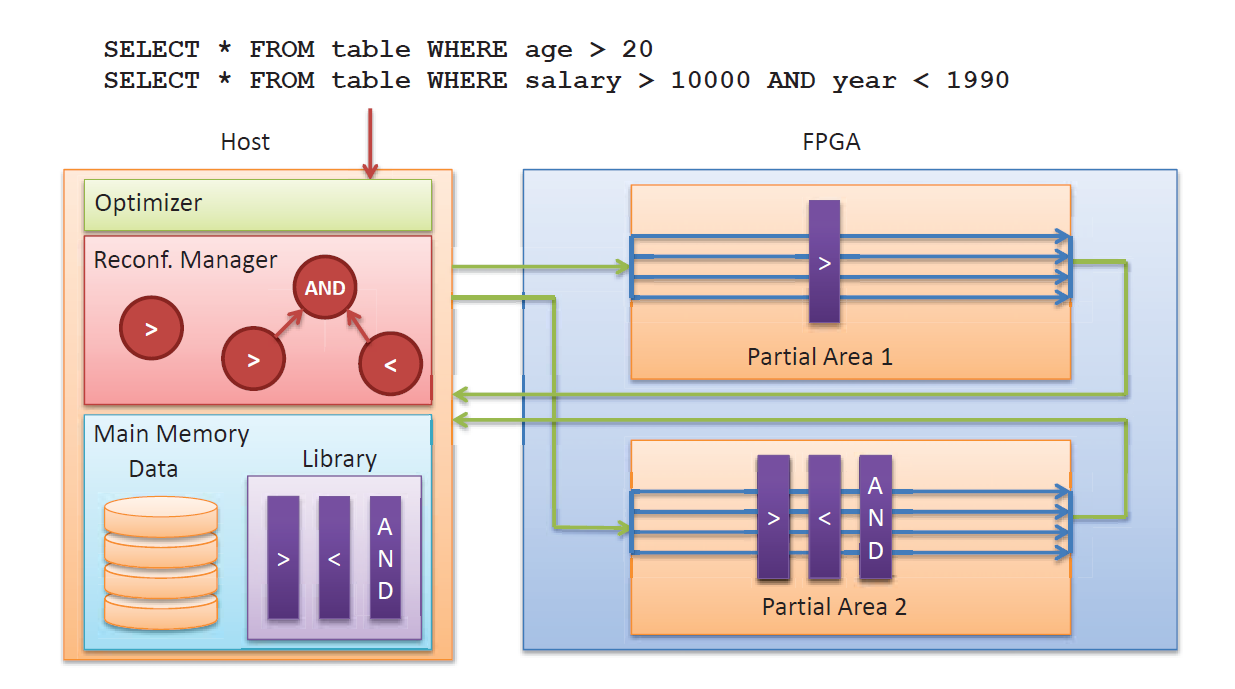 SELECT * FROM table WHERE age > 20
SELECT * FROM table WHERE salary > 10000 AND year < 1990
Host
FPGA
Optimizer
Reconf. Manager
AND
>
>
<
Main Memory
Data
Library
>
<
AND
>
Partial Area 1
>
<
AND
Partial Area 2